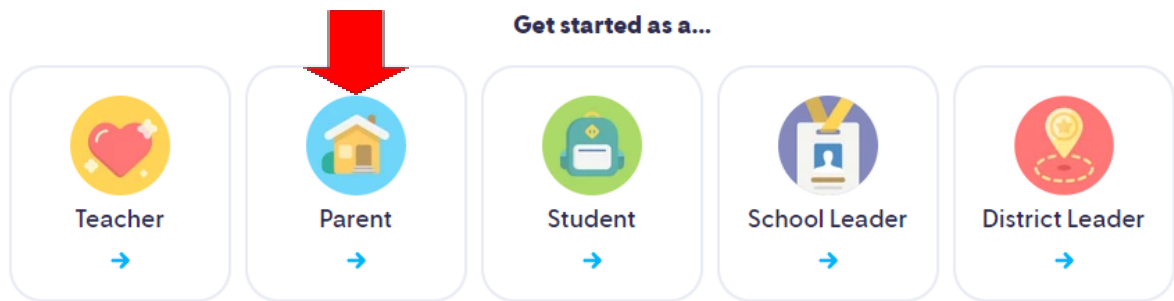 Get started as a...
Teacher
Parent
Student
School Leader
District Leader